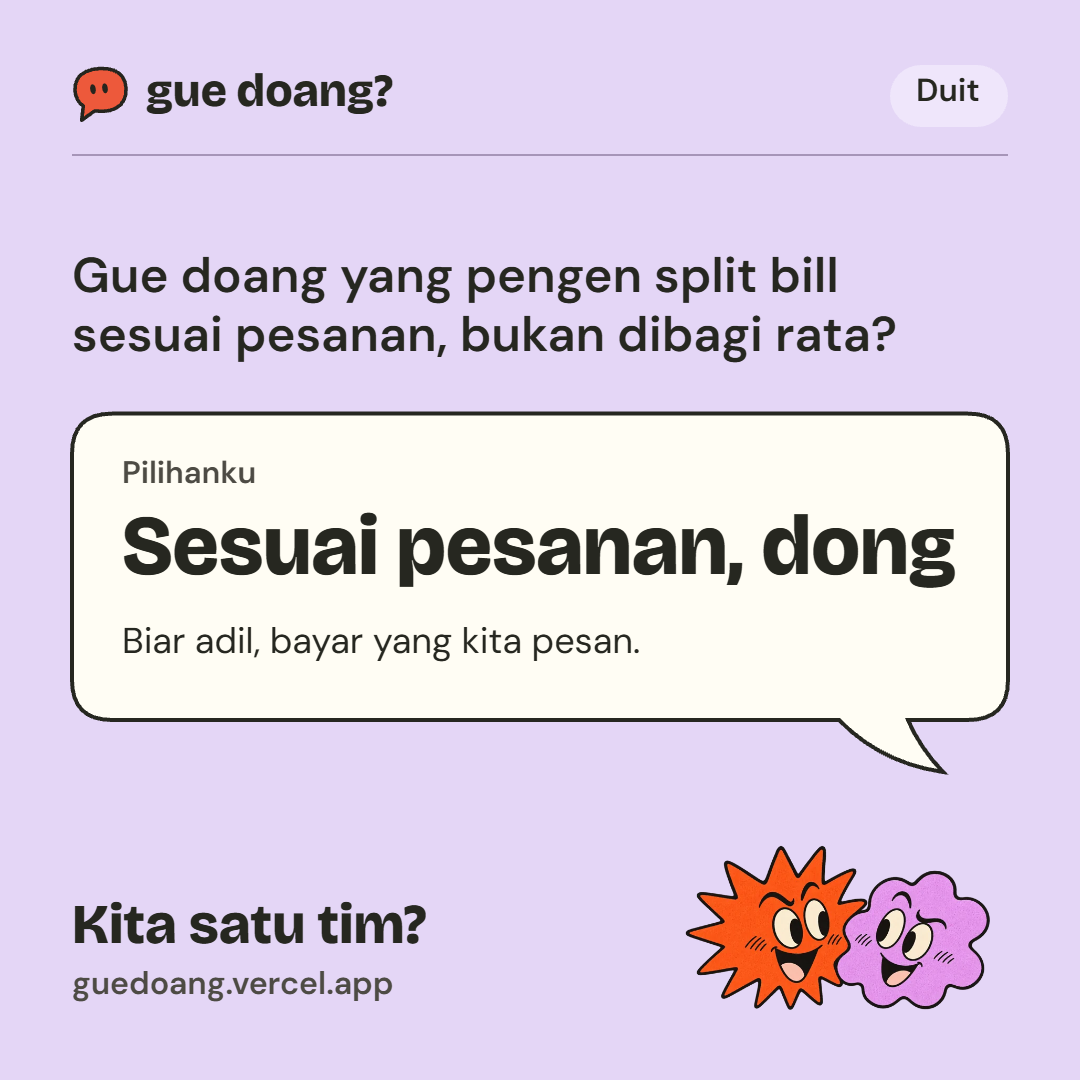 gue doang?
Duit
Gue doang yang pengen split bill
sesuai pesanan, bukan dibagi rata?
Pilihanku
Sesuai pesanan, dong
Biar adil, bayar yang kita pesan.
Kita satu tim?
guedoang.vercel.app